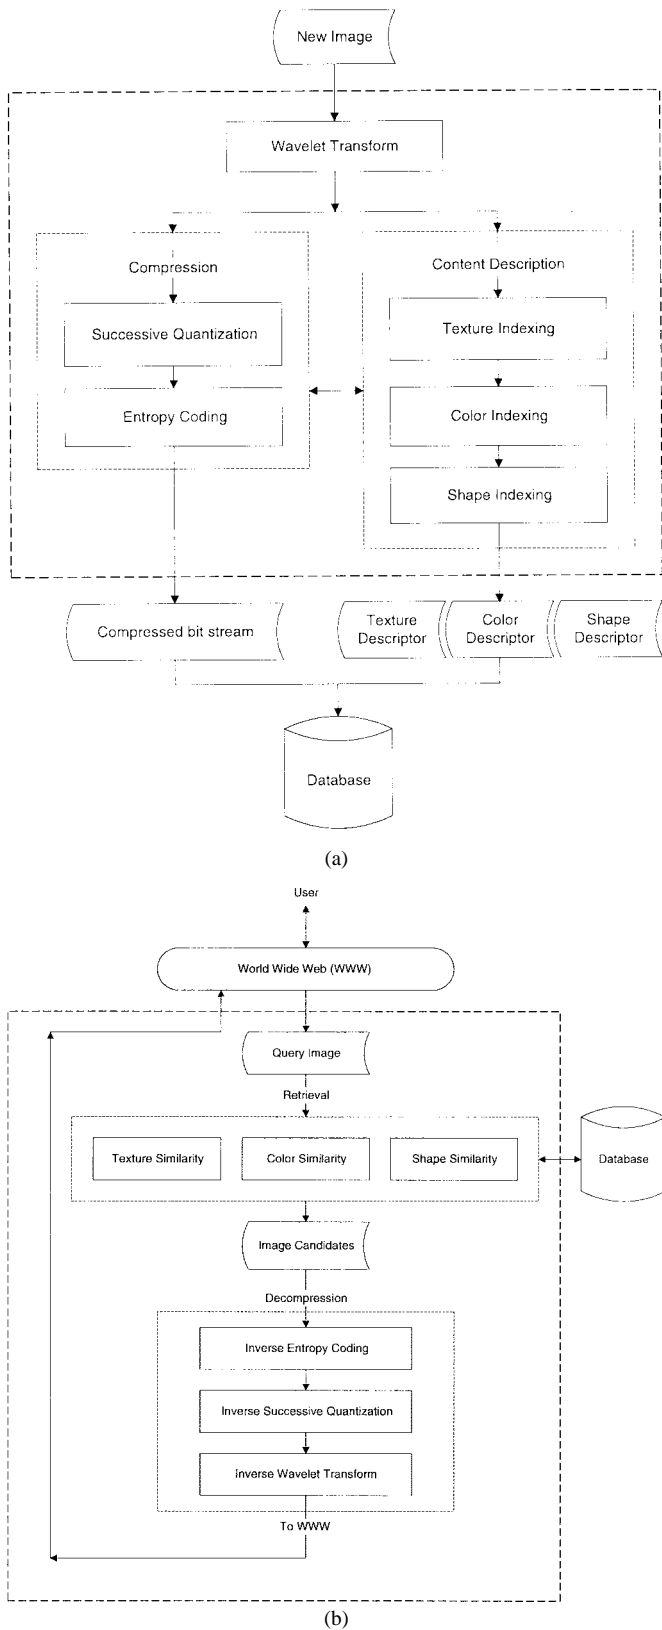 New Image
Wavelet Transform
Compression
Content Description
Successive Quantization
Texture Indexing
Entropy Coding
Color Indexing
Shape Indexing
Compressed bit stream
Texture
Descriptor
Color
Descriptor
Shape
Descriptor
Database
(a)
User
World Wide Web (WWW)
Query Image
Retrieval
Texture Similarity
Color Similarity
Shape Similarity
Database
Image Candidates
Decompression
Inverse Entropy Coding
Inverse Successive Quantization
Inverse Wavelet Transform
To WWW
(b)